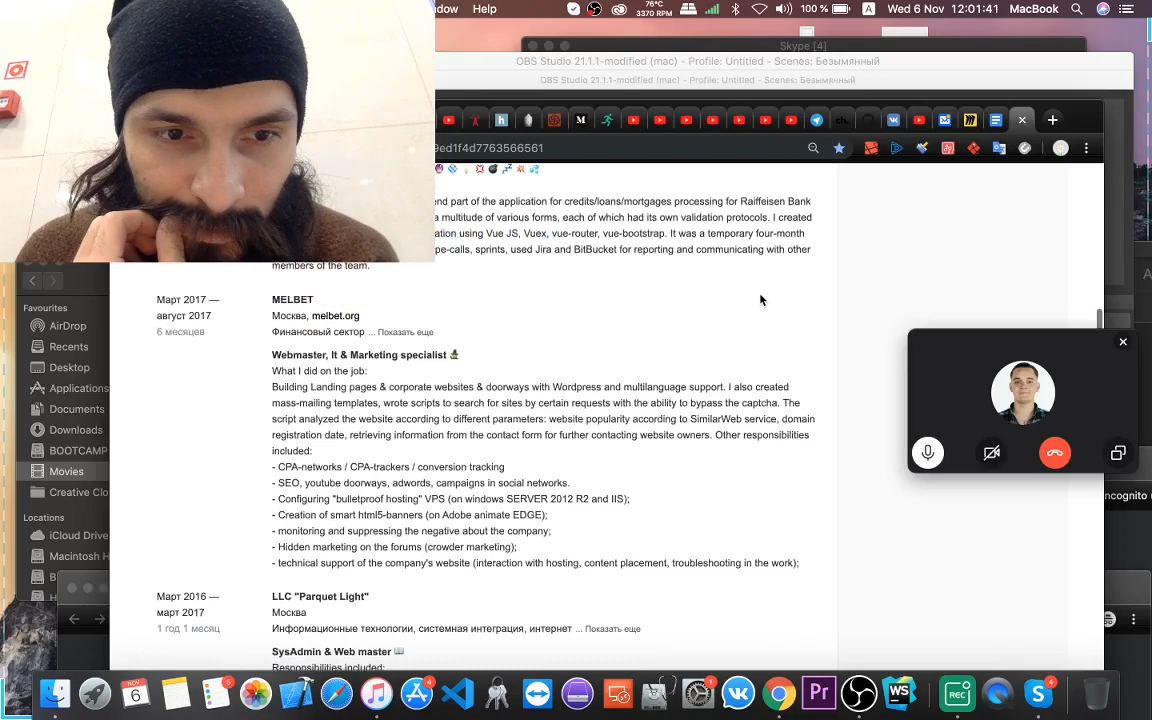 ndow Help 76°C 3370 RPM 100 % A Wed 6 Nov 12:01:41 MacBook
Skype [4]
OBS Studio 21.1.1-modified (mac) - Profile: Untitled - Scenes: Безымянный
OBS Studio 21.1.1-modified (mac) - Profile: Untitled - Scenes: Безымянный
9ed1f4d7763566561
end part of the application for credits/loans/mortgages processing for Raiffeisen Bank
a multitude of various forms, each of which had its own validation protocols. I created
ation using Vue JS, Vuex, vue-router, vue-bootstrap. It was a temporary four-month
pe-calls, sprints, used Jira and BitBucket for reporting and communicating with other
members of the team.
Март 2017 —
август 2017
6 месяцев
MELBET
Москва, melbet.org
Финансовый сектор ... Показать еще
Webmaster, It & Marketing specialist
What I did on the job:
Building Landing pages & corporate websites & doorways with Wordpress and multilanguage support. I also created
mass-mailing templates, wrote scripts to search for sites by certain requests with the ability to bypass the captcha. The
script analyzed the website according to different parameters: website popularity according to SimilarWeb service, domain
registration date, retrieving information from the contact form for further contacting website owners. Other responsibilities
included:
- CPA-networks / CPA-trackers / conversion tracking
- SEO, youtube doorways, adwords, campaigns in social networks.
- Configuring "bulletproof hosting" VPS (on windows SERVER 2012 R2 and IIS);
- Creation of smart html5-banners (on Adobe animate EDGE);
- monitoring and suppressing the negative about the company;
- Hidden marketing on the forums (crowder marketing);
- technical support of the company's website (interaction with hosting, content placement, troubleshooting in the work);
Март 2016 —
март 2017
1 год 1 месяц
LLC "Parquet Light"
Москва
Информационные технологии, системная интеграция, интернет ... Показать еще
SysAdmin & Web master
Responsibilities included:
Favourites
AirDrop
Recents
Desktop
Applications
Documents
Downloads
BOOTCAMP
Movies
Creative Clo
Locations
iCloud Drive
Macintosh H
ncognito
NOV
6
5
4
1
Pr
WS
REC
4